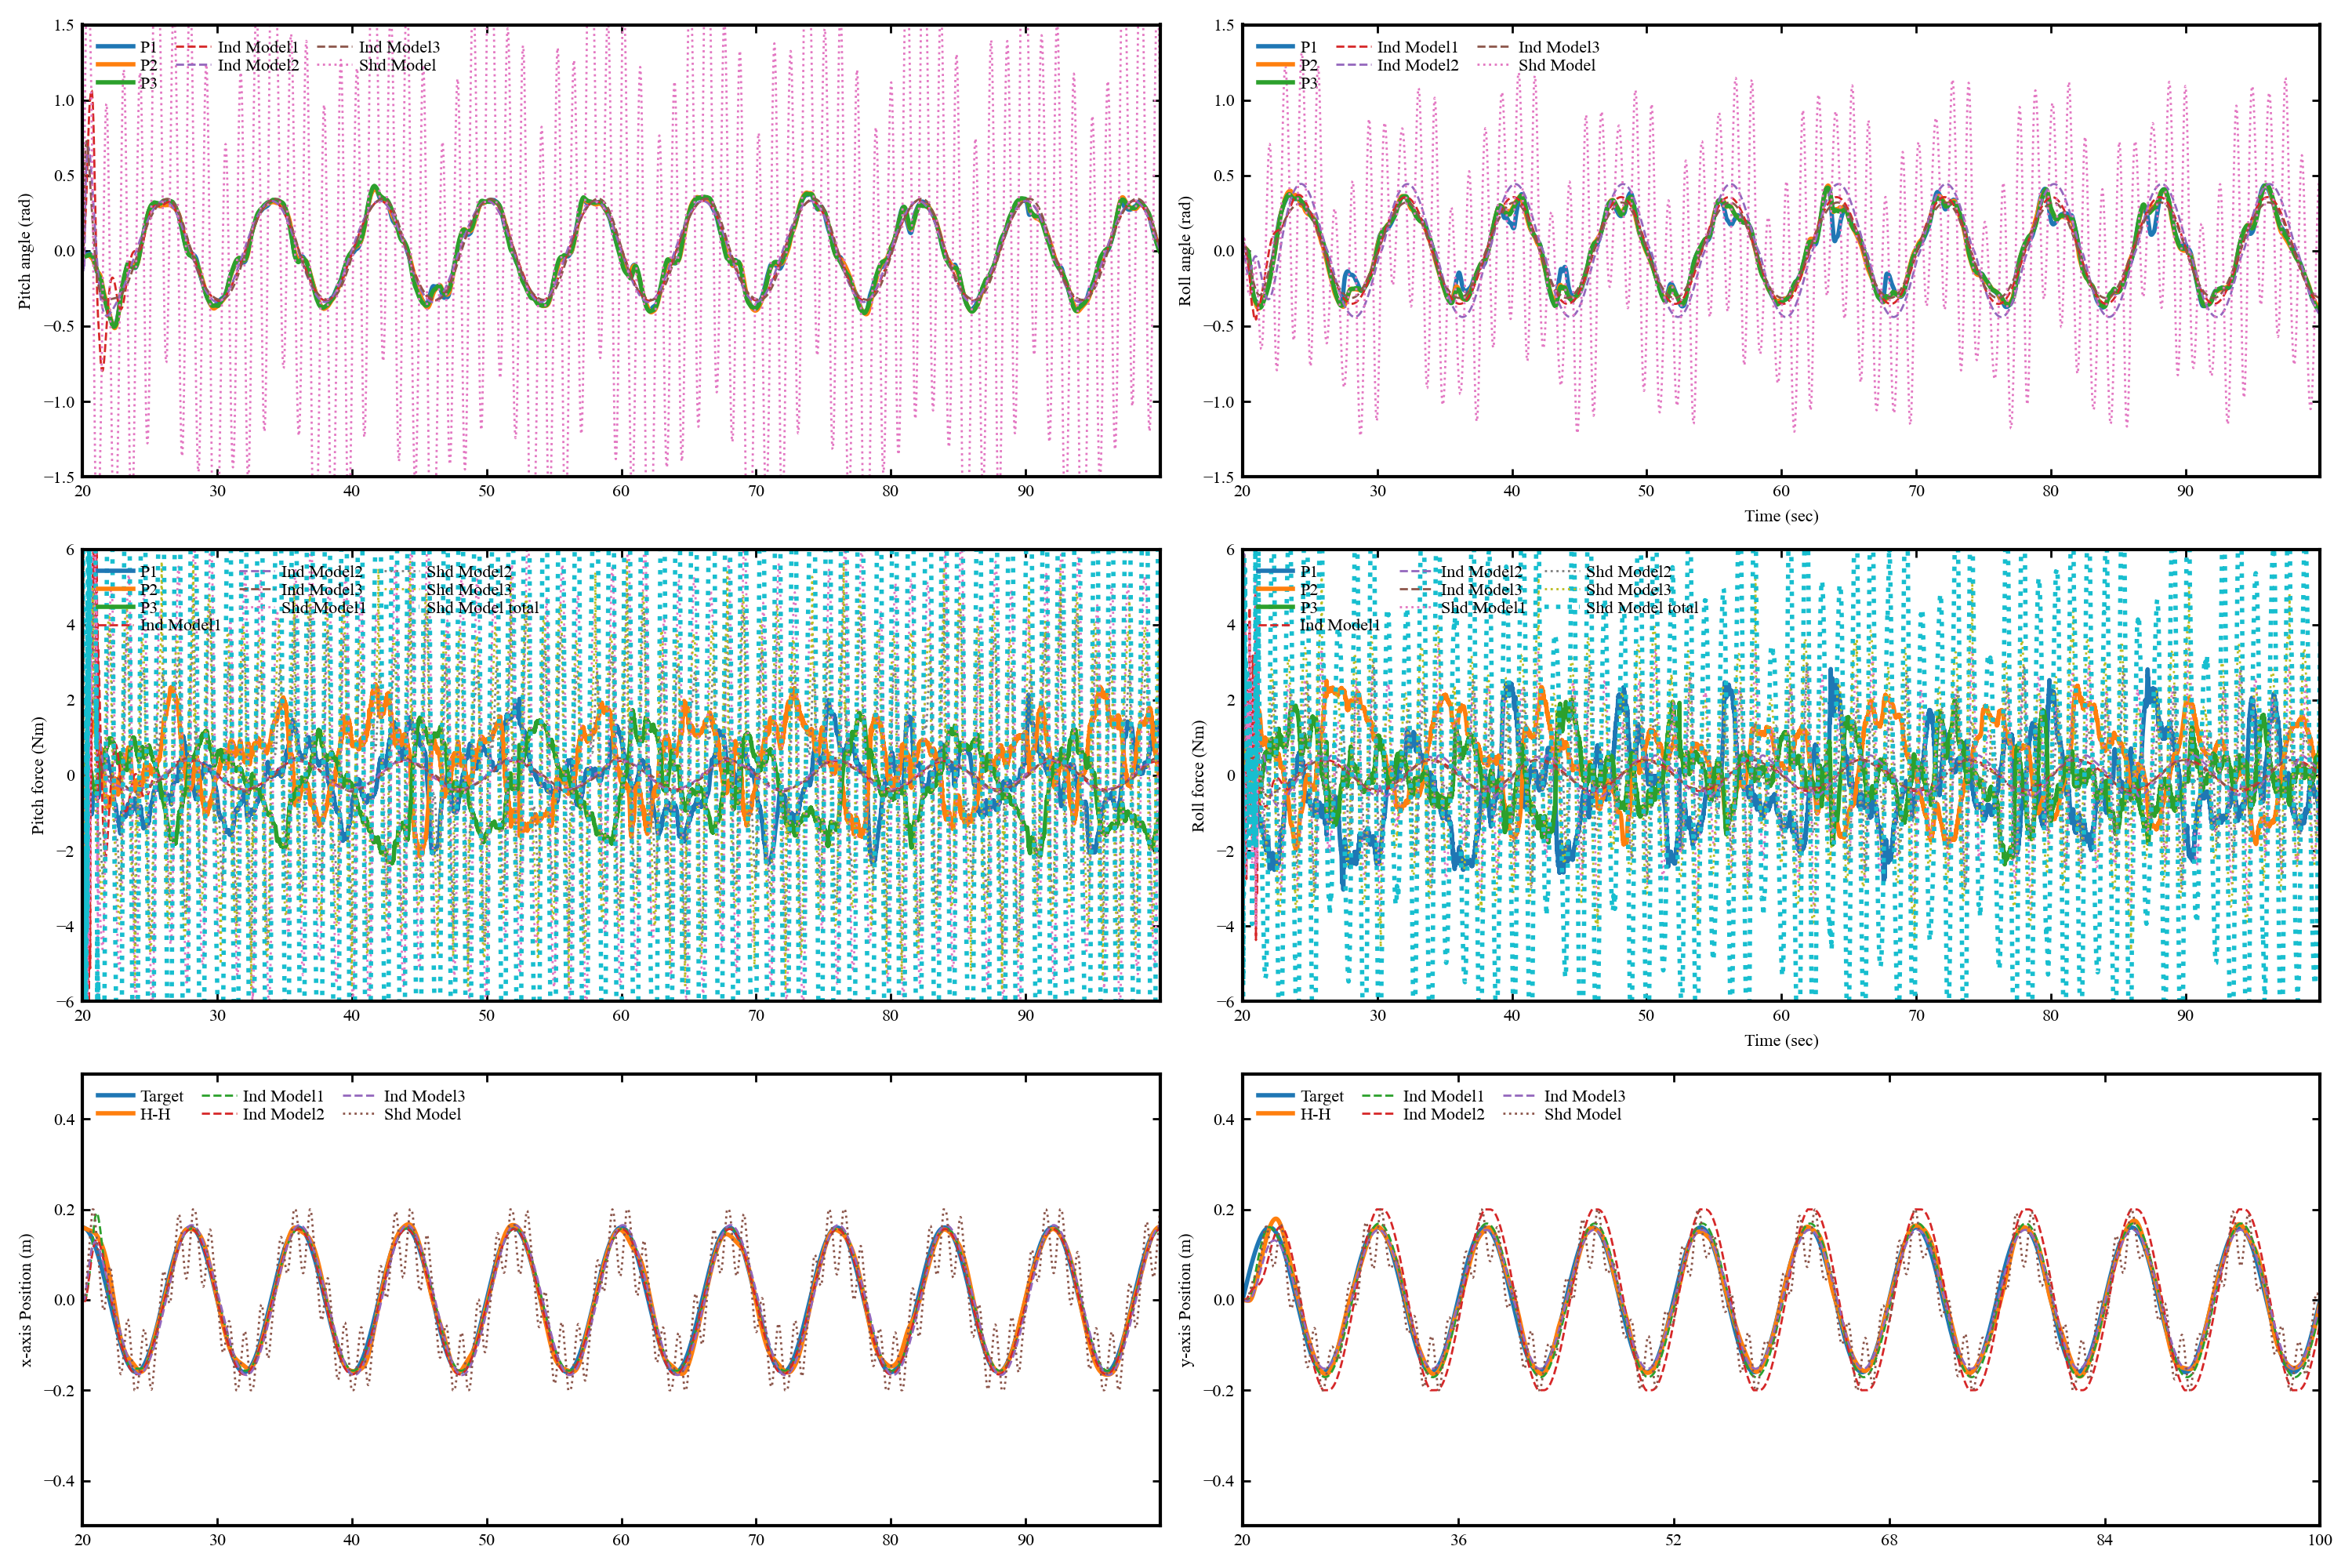 1.5
1.0
0.5
0.0
−0.5
−1.0
−1.5
Pitch angle (rad)
P1
P2
P3
Ind Model1
Ind Model2
Ind Model3
Shd Model
20 30 40 50 60 70 80 90
1.5
1.0
0.5
0.0
−0.5
−1.0
−1.5
Roll angle (rad)
P1
P2
P3
Ind Model1
Ind Model2
Ind Model3
Shd Model
20 30 40 50 60 70 80 90
Time (sec)
6
4
2
0
−2
−4
−6
Pitch force (Nm)
P1
P2
P3
Ind Model1
Ind Model2
Ind Model3
Shd Model1
Shd Model2
Shd Model3
Shd Model total
20 30 40 50 60 70 80 90
6
4
2
0
−2
−4
−6
Roll force (Nm)
P1
P2
P3
Ind Model1
Ind Model2
Ind Model3
Shd Model1
Shd Model2
Shd Model3
Shd Model total
20 30 40 50 60 70 80 90
Time (sec)
0.4
0.2
0.0
−0.2
−0.4
x-axis Position (m)
Target
H-H
Ind Model1
Ind Model2
Ind Model3
Shd Model
20 30 40 50 60 70 80 90
0.4
0.2
0.0
−0.2
−0.4
y-axis Position (m)
Target
H-H
Ind Model1
Ind Model2
Ind Model3
Shd Model
20 36 52 68 84 100